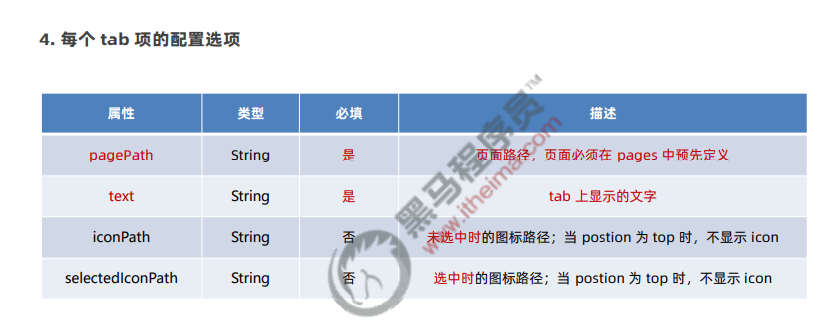 4. 每个 tab 项的配置选项
属性 类型 必填 描述
pagePath String 是 页面路径，页面必须在 pages 中预先定义
text String 是 tab 上显示的文字
iconPath String 否 未选中时的图标路径；当 postion 为 top 时，不显示 icon
selectedIconPath String 否 选中时的图标路径；当 postion 为 top 时，不显示 icon
黑马程序员™
www.itheima.com